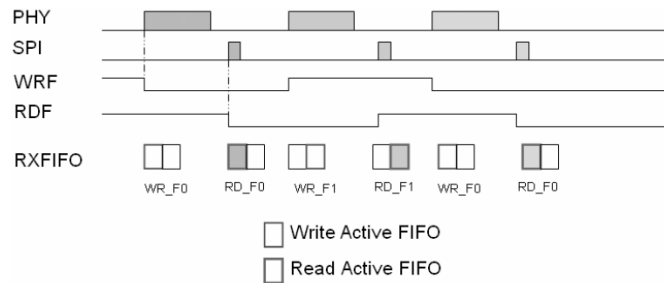 PHY
SPI
WRF
RDF
RXFIFO
WR_F0 RD_F0 WR_F1 RD_F1 WR_F0 RD_F0
Write Active FIFO
Read Active FIFO